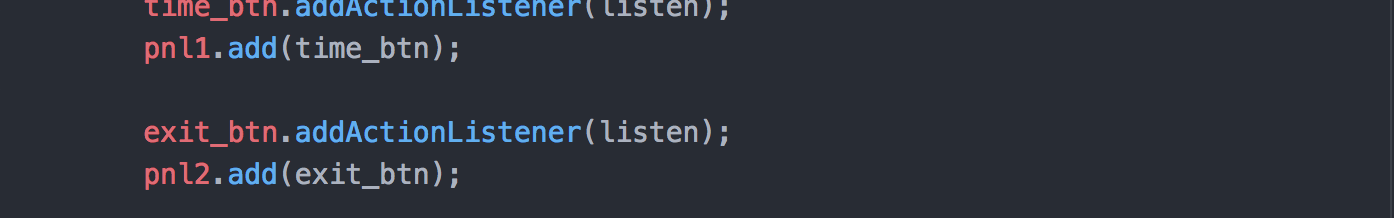 time_btn.addActionListener(listen);
pnl1.add(time_btn);
exit_btn.addActionListener(listen);
pnl2.add(exit_btn);